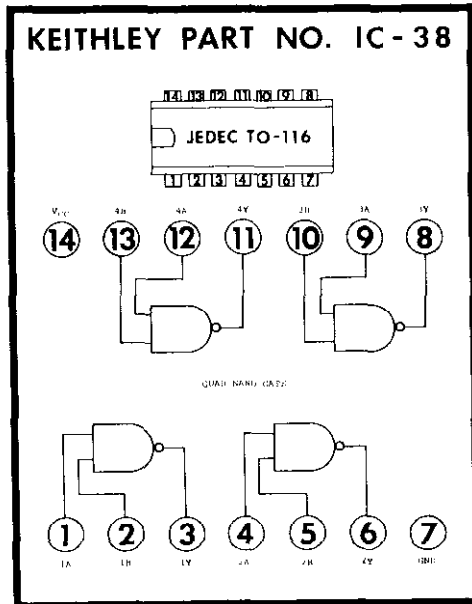 KEITHLEY PART NO. IC-38
14 13 12 11 10 9 8
JEDEC TO-116
1 2 3 4 5 6 7
VCC 4B 4A 4Y 3A
14 13 12 11 10 9 8
QUAD NAND GATE
1 2 3 4 5 6 7
1A 1B 1Y 2A 2B 2Y GND